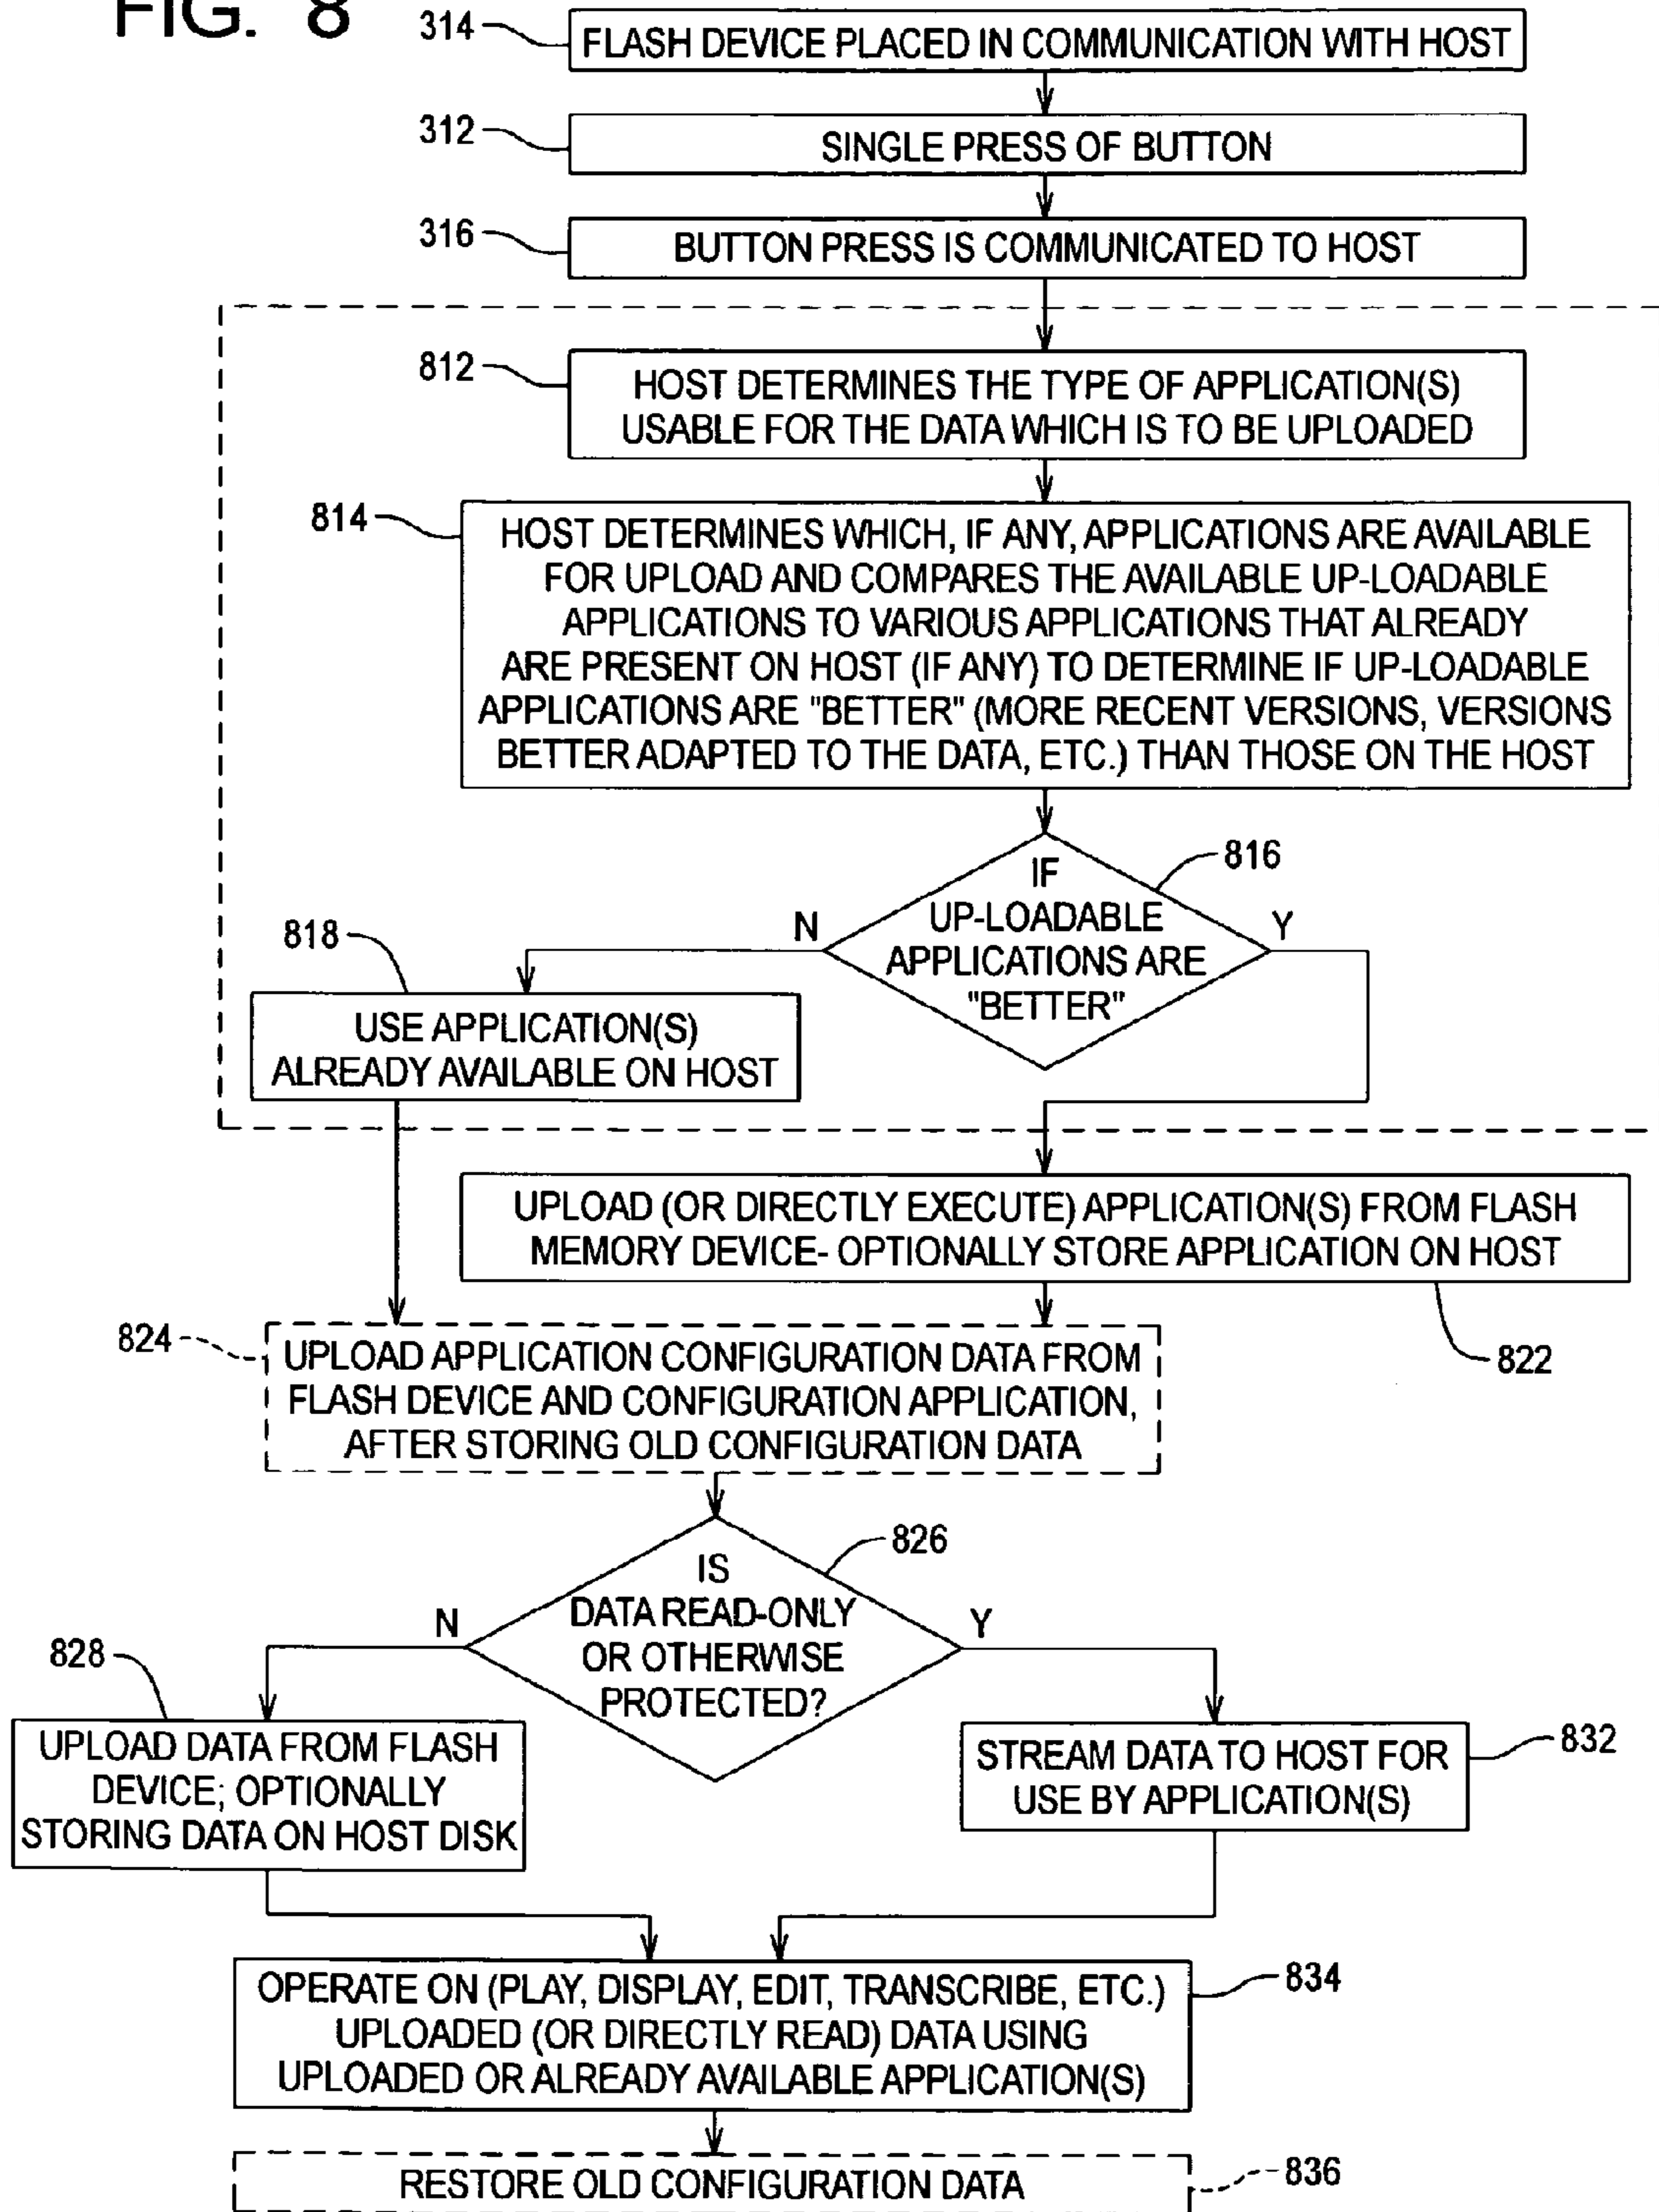 FIG. 8
314
FLASH DEVICE PLACED IN COMMUNICATION WITH HOST
312
SINGLE PRESS OF BUTTON
316
BUTTON PRESS IS COMMUNICATED TO HOST
812
HOST DETERMINES THE TYPE OF APPLICATION(S)
USABLE FOR THE DATA WHICH IS TO BE UPLOADED
814
HOST DETERMINES WHICH, IF ANY, APPLICATIONS ARE AVAILABLE
FOR UPLOAD AND COMPARES THE AVAILABLE UP-LOADABLE
APPLICATIONS TO VARIOUS APPLICATIONS THAT ALREADY
ARE PRESENT ON HOST (IF ANY) TO DETERMINE IF UP-LOADABLE
APPLICATIONS ARE "BETTER" (MORE RECENT VERSIONS, VERSIONS
BETTER ADAPTED TO THE DATA, ETC.) THAN THOSE ON THE HOST
816
IF
UP-LOADABLE
APPLICATIONS ARE
"BETTER"
N
Y
818
USE APPLICATION(S)
ALREADY AVAILABLE ON HOST
UPLOAD (OR DIRECTLY EXECUTE) APPLICATION(S) FROM FLASH
MEMORY DEVICE- OPTIONALLY STORE APPLICATION ON HOST
822
824
UPLOAD APPLICATION CONFIGURATION DATA FROM
FLASH DEVICE AND CONFIGURATION APPLICATION,
AFTER STORING OLD CONFIGURATION DATA
826
IS
DATA READ-ONLY
OR OTHERWISE
PROTECTED?
N
Y
828
UPLOAD DATA FROM FLASH
DEVICE; OPTIONALLY
STORING DATA ON HOST DISK
832
STREAM DATA TO HOST FOR
USE BY APPLICATION(S)
OPERATE ON (PLAY, DISPLAY, EDIT, TRANSCRIBE, ETC.)
UPLOADED (OR DIRECTLY READ) DATA USING
UPLOADED OR ALREADY AVAILABLE APPLICATION(S)
834
RESTORE OLD CONFIGURATION DATA
836